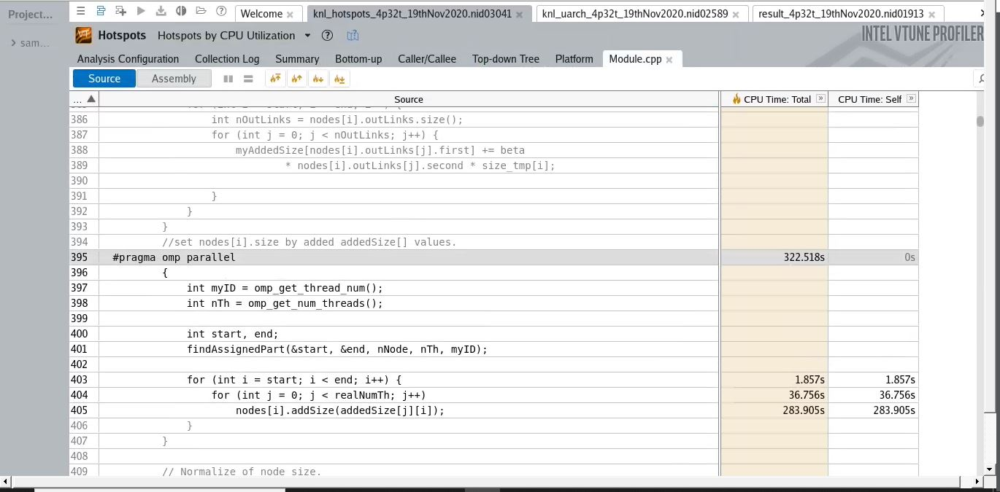 Project...
Welcome
knl_hotspots_4p32t_19thNov2020.nid03041
knl_uarch_4p32t_19thNov2020.nid02589
result_4p32t_19thNov2020.nid01913
sam...
Hotspots Hotspots by CPU Utilization
INTEL VTUNE PROFILER
Analysis Configuration Collection Log Summary Bottom-up Caller/Callee Top-down Tree Platform Module.cpp
Source Assembly
... Source CPU Time: Total CPU Time: Self
386 int nOutLinks = nodes[i].outLinks.size();
387 for (int j = 0; j < nOutLinks; j++) {
388 myAddedSize[nodes[i].outLinks[j].first] += beta
389 * nodes[i].outLinks[j].second * size_tmp[i];
390
391 }
392 }
393 }
394 //set nodes[i].size by added addedSize[] values.
395 #pragma omp parallel 322.518s 0s
396 {
397 int myID = omp_get_thread_num();
398 int nTh = omp_get_num_threads();
399
400 int start, end;
401 findAssignedPart(&start, &end, nNode, nTh, myID);
402
403 for (int i = start; i < end; i++) { 1.857s 1.857s
404 for (int j = 0; j < realNumTh; j++) 36.756s 36.756s
405 nodes[i].addSize(addedSize[j][i]); 283.905s 283.905s
406 }
407 }
408
409 // Normalize of node size.